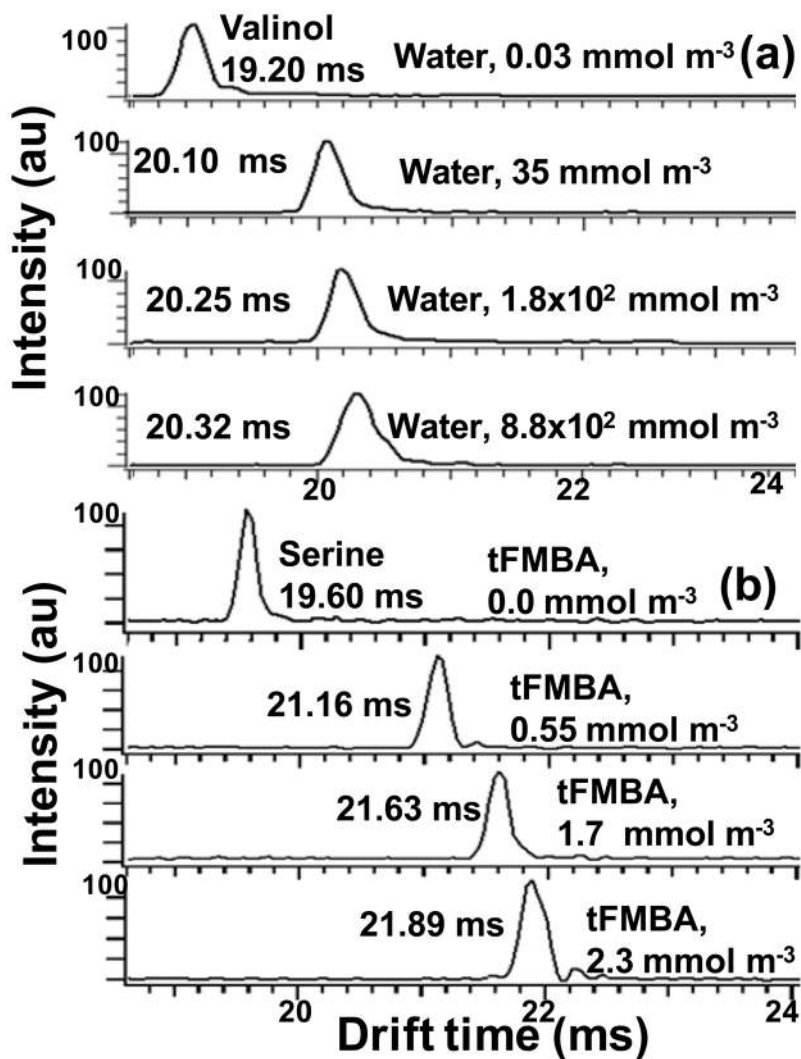 Intensity (au)
100
Valinol
19.20 ms
Water, 0.03 mmol m-3 (a)
100
20.10 ms
Water, 35 mmol m-3
100
20.25 ms
Water, 1.8x10² mmol m-3
100
20.32 ms
Water, 8.8x10² mmol m-3
20 22 24
Intensity (au)
100
Serine
19.60 ms
tFMBA,
0.0 mmol m-3
(b)
100
21.16 ms
tFMBA,
0.55 mmol m-3
100
21.63 ms
tFMBA,
1.7 mmol m-3
100
21.89 ms
tFMBA,
2.3 mmol m-3
20 22 24
Drift time (ms)